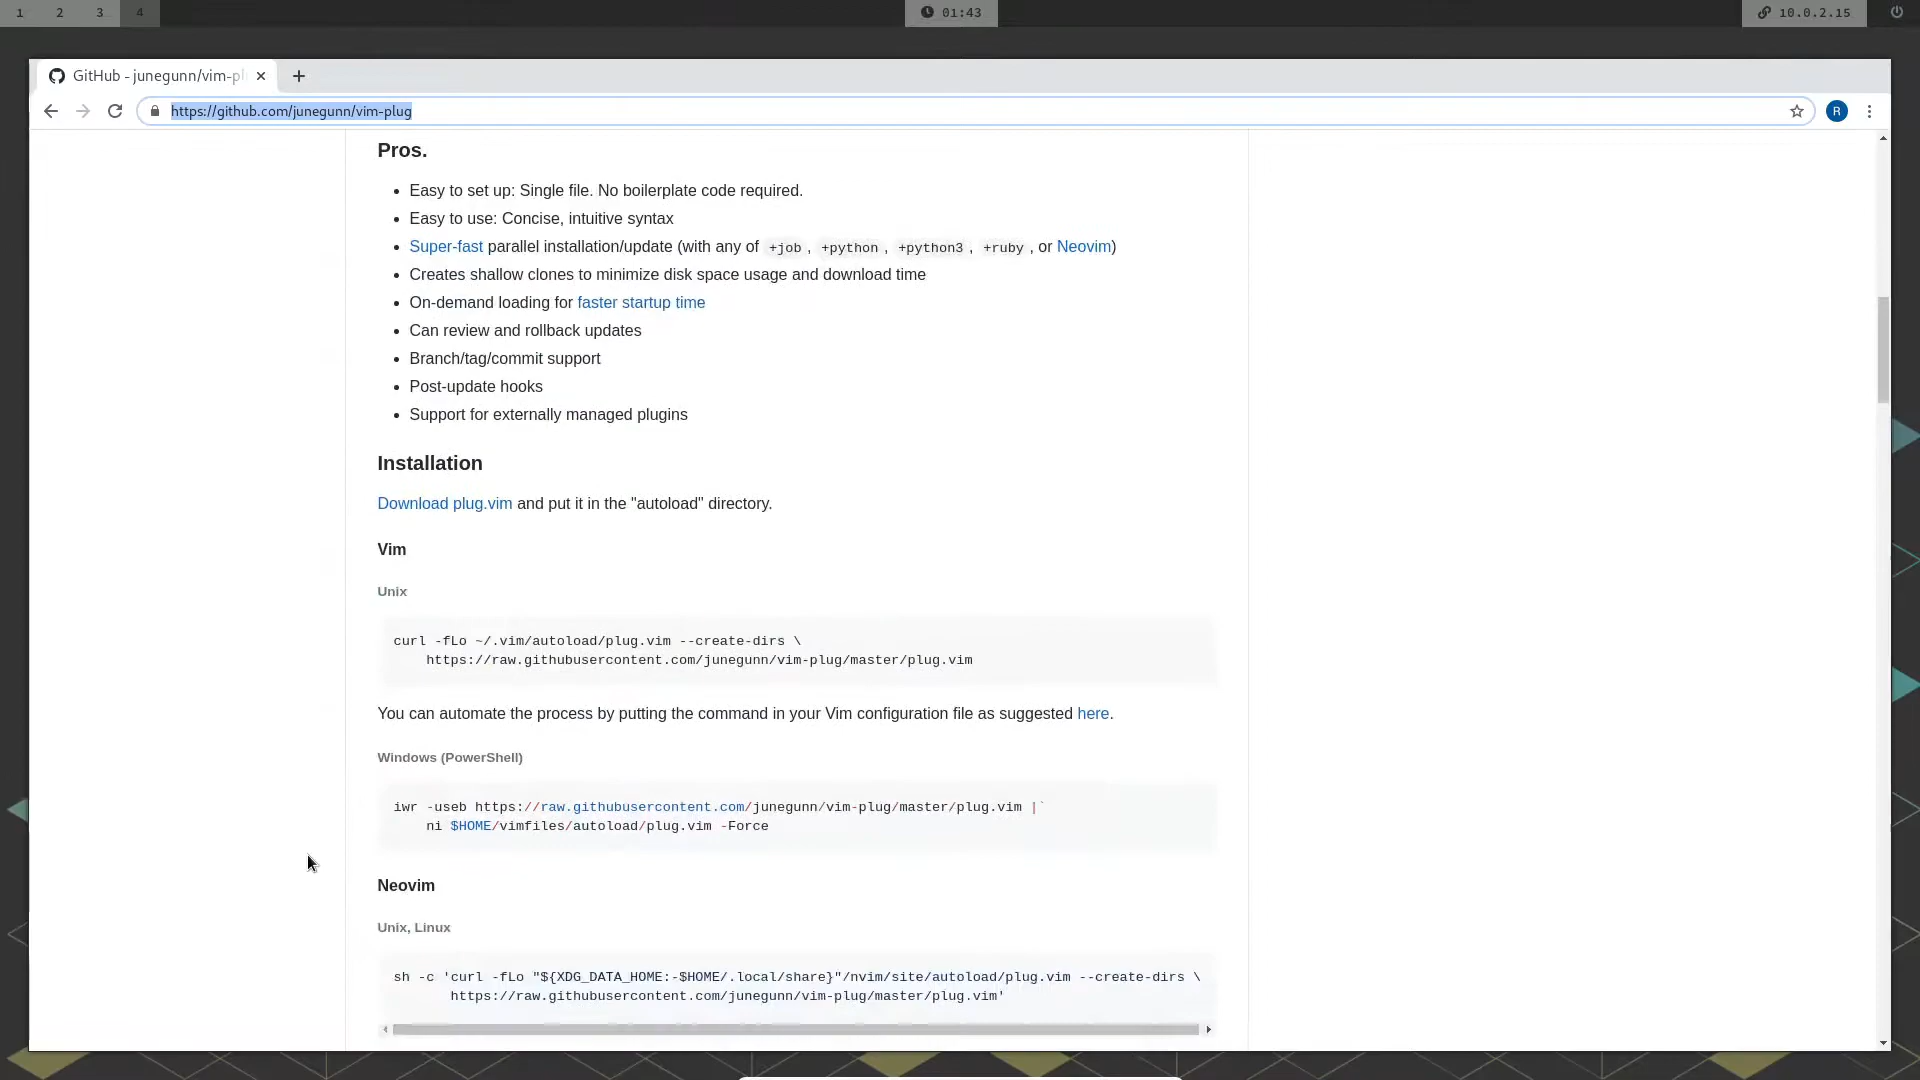 1 2 3 4 01:43 10.0.2.15
GitHub - junegunn/vim-pl
https://github.com/junegunn/vim-plug R
Pros.
Easy to set up: Single file. No boilerplate code required.
Easy to use: Concise, intuitive syntax
Super-fast parallel installation/update (with any of +job , +python , +python3 , +ruby , or Neovim)
Creates shallow clones to minimize disk space usage and download time
On-demand loading for faster startup time
Can review and rollback updates
Branch/tag/commit support
Post-update hooks
Support for externally managed plugins
Installation
Download plug.vim and put it in the "autoload" directory.
Vim
Unix
curl -fLo ~/.vim/autoload/plug.vim --create-dirs \
https://raw.githubusercontent.com/junegunn/vim-plug/master/plug.vim
You can automate the process by putting the command in your Vim configuration file as suggested here.
Windows (PowerShell)
iwr -useb https://raw.githubusercontent.com/junegunn/vim-plug/master/plug.vim |`
ni $HOME/vimfiles/autoload/plug.vim -Force
Neovim
Unix, Linux
sh -c 'curl -fLo "${XDG_DATA_HOME:-$HOME/.local/share}"/nvim/site/autoload/plug.vim --create-dirs \
https://raw.githubusercontent.com/junegunn/vim-plug/master/plug.vim'